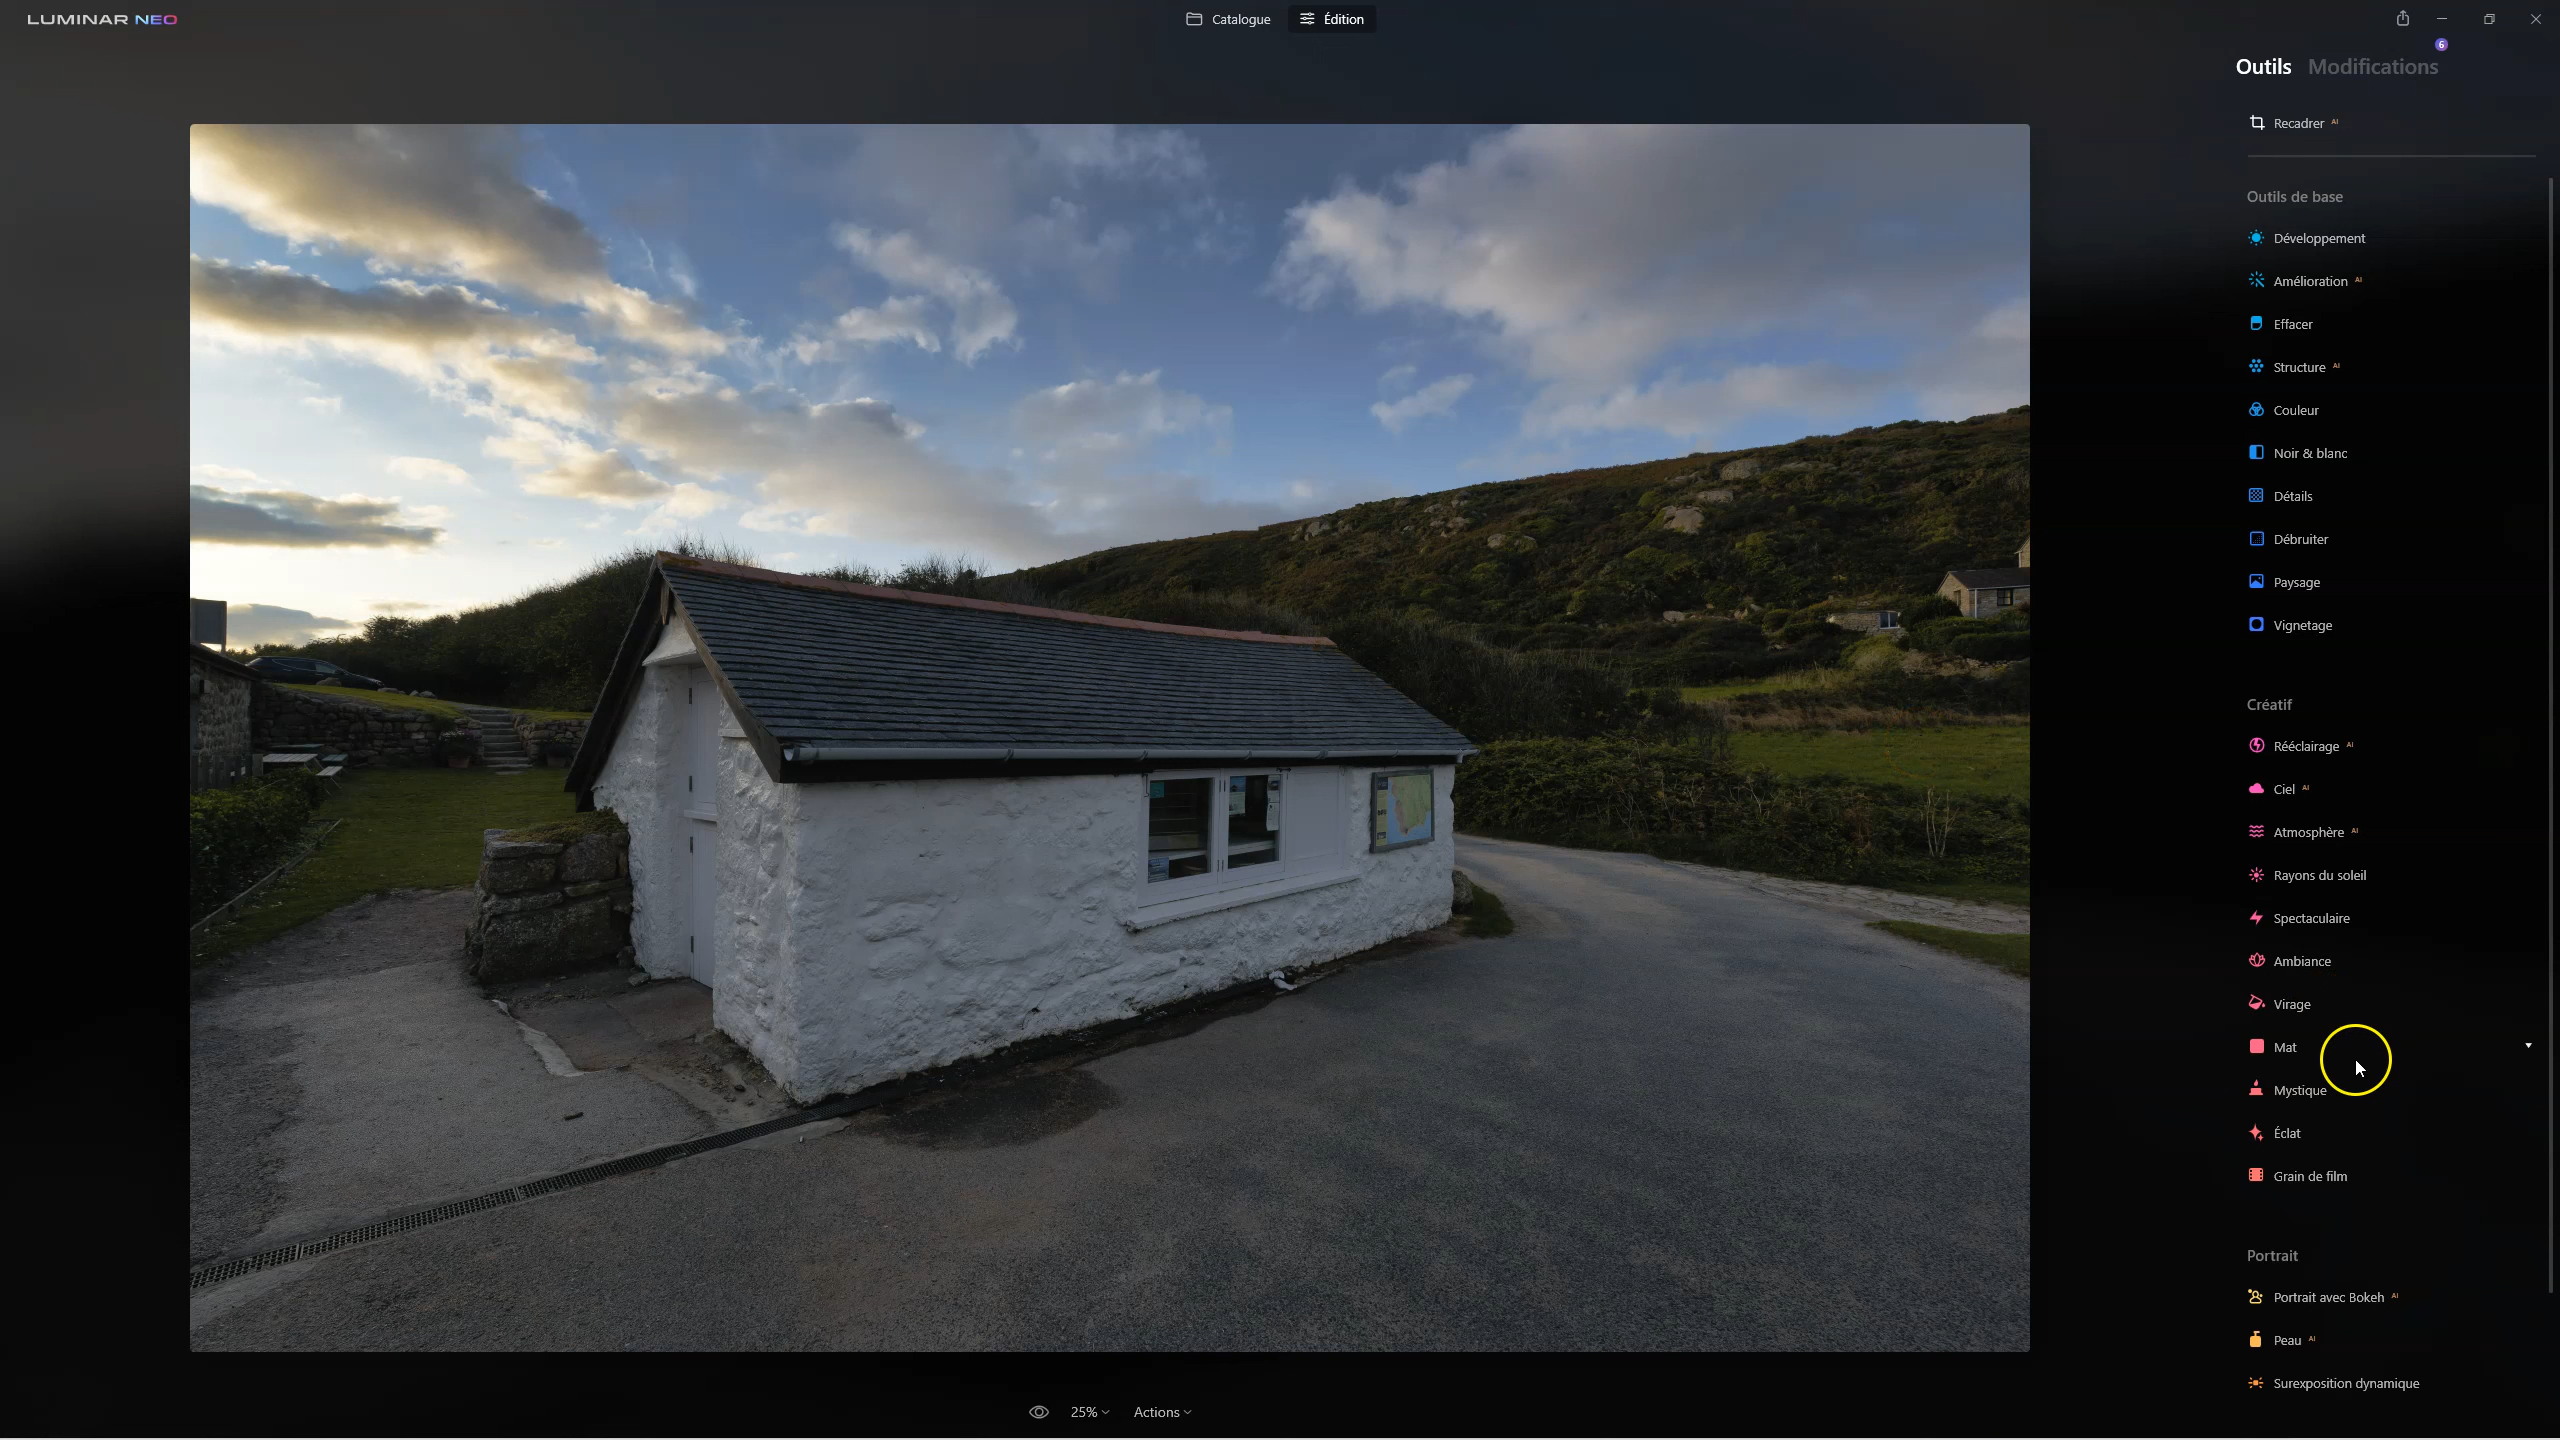 LUMINAR NEO
Catalogue
Édition
6
Outils Modifications
Recadrer AI
Outils de base
Développement
Amélioration AI
Effacer
Structure AI
Couleur
Noir & blanc
Détails
Débruiter
Paysage
Vignetage
Créatif
Rééclairage AI
Ciel AI
Atmosphère AI
Rayons du soleil
Spectaculaire
Ambiance
Virage
Mat
Mystique
Éclat
Grain de film
Portrait
Portrait avec Bokeh AI
Peau AI
Surexposition dynamique
25% Actions